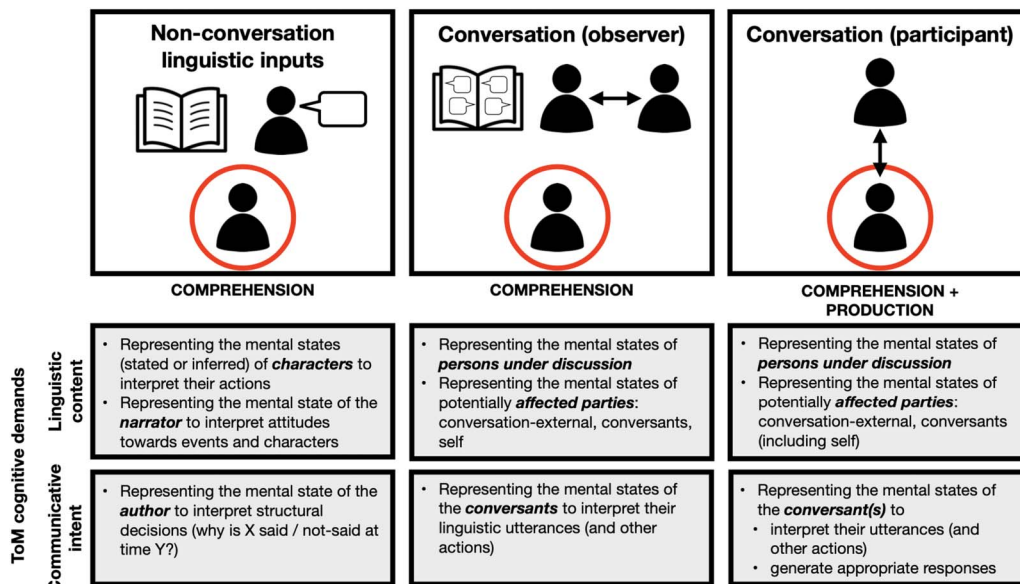 Non-conversation
linguistic inputs
Conversation (observer)
Conversation (participant)
COMPREHENSION
COMPREHENSION
COMPREHENSION +
PRODUCTION
ToM cognitive demands
Linguistic
content
• Representing the mental states
(stated or inferred) of characters to
interpret their actions
• Representing the mental state of the
narrator to interpret attitudes
towards events and characters
• Representing the mental states of
persons under discussion
• Representing the mental states of
potentially affected parties:
conversation-external, conversants,
self
• Representing the mental states of
persons under discussion
• Representing the mental states of
potentially affected parties:
conversation-external, conversants
(including self)
Communicative
intent
• Representing the mental state of the
author to interpret structural
decisions (why is X said / not-said at
time Y?)
• Representing the mental states of
the conversants to interpret their
linguistic utterances (and other
actions)
• Representing the mental states of
the conversant(s) to
• interpret their utterances (and
other actions)
• generate appropriate responses